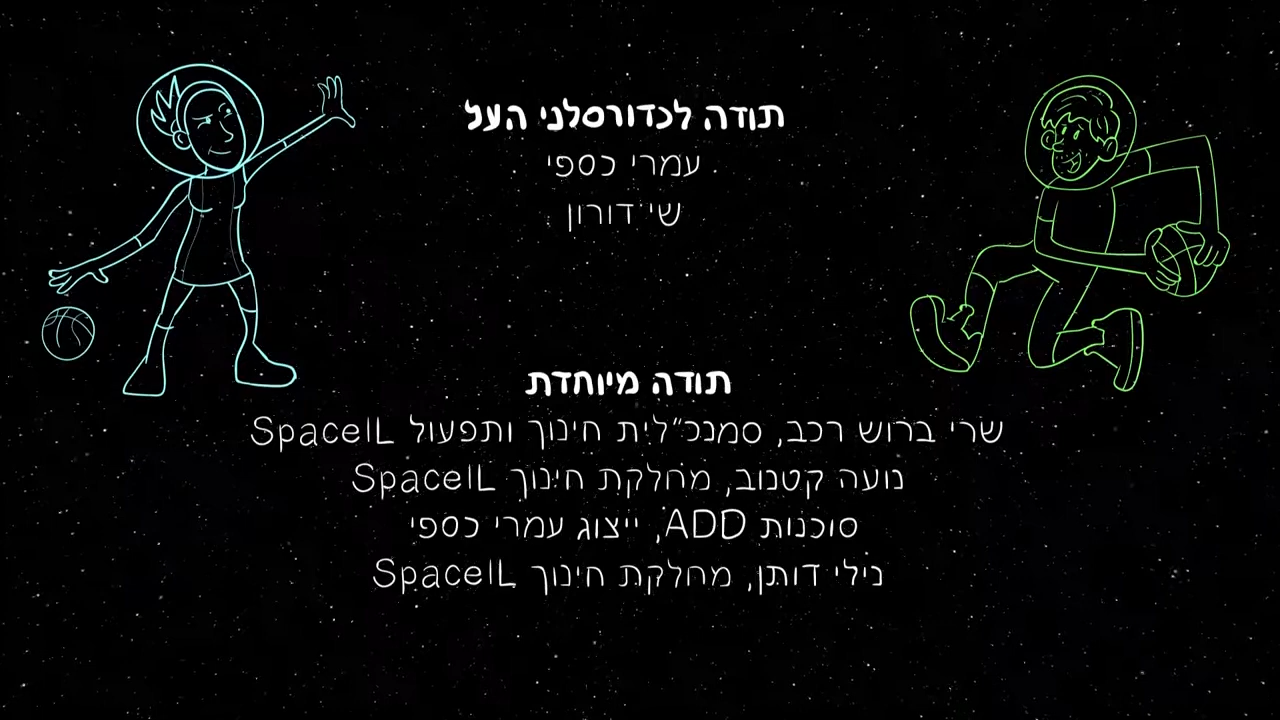 תודה לכדורסלני העל
עמרי כספי
שי דורון
תודה מיוחדת
שרי ברוש רכב, סמנכ״לית חינוך ותפעול SpaceIL
נועה קטנוב, מחלקת חינוך SpaceIL
סוכנות ADD, ייצוג עמרי כספי
נילי דותן, מחלקת חינוך SpaceIL